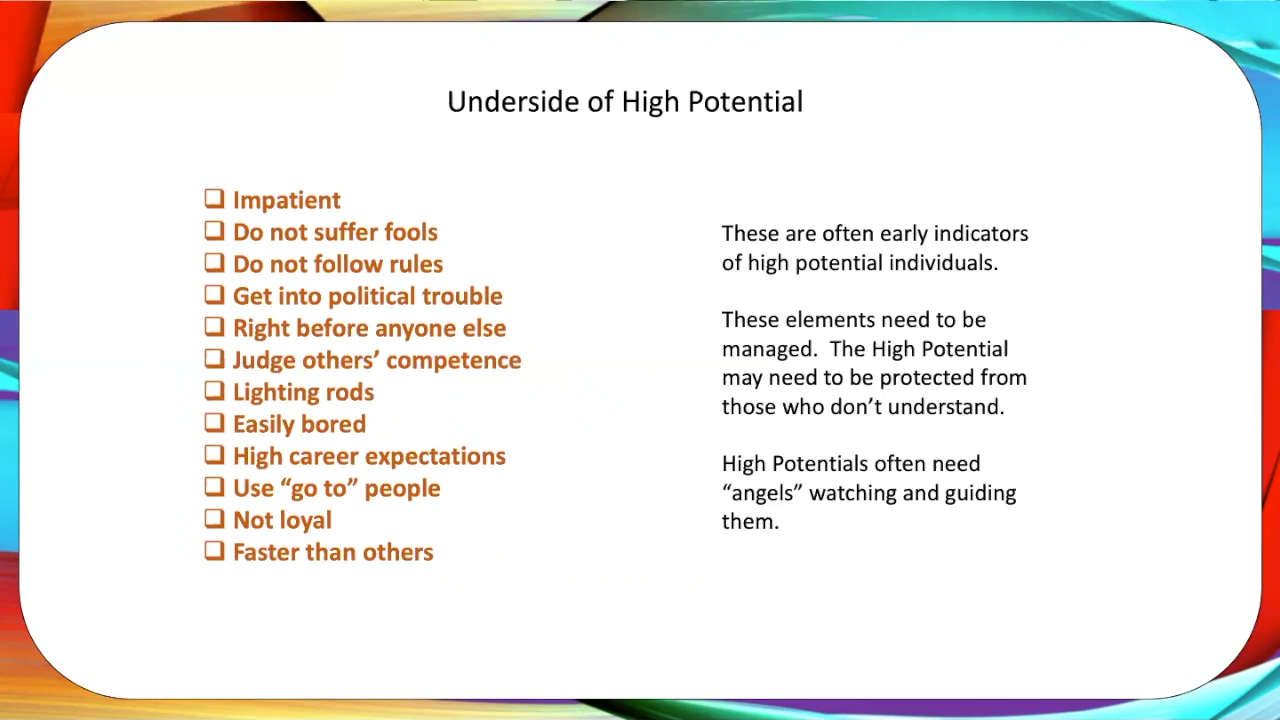 Underside of High Potential
❑ Impatient
❑ Do not suffer fools
❑ Do not follow rules
❑ Get into political trouble
❑ Right before anyone else
❑ Judge others’ competence
❑ Lighting rods
❑ Easily bored
❑ High career expectations
❑ Use “go to” people
❑ Not loyal
❑ Faster than others
These are often early indicators
of high potential individuals.
These elements need to be
managed.  The High Potential
may need to be protected from
those who don’t understand.
High Potentials often need
“angels” watching and guiding
them.